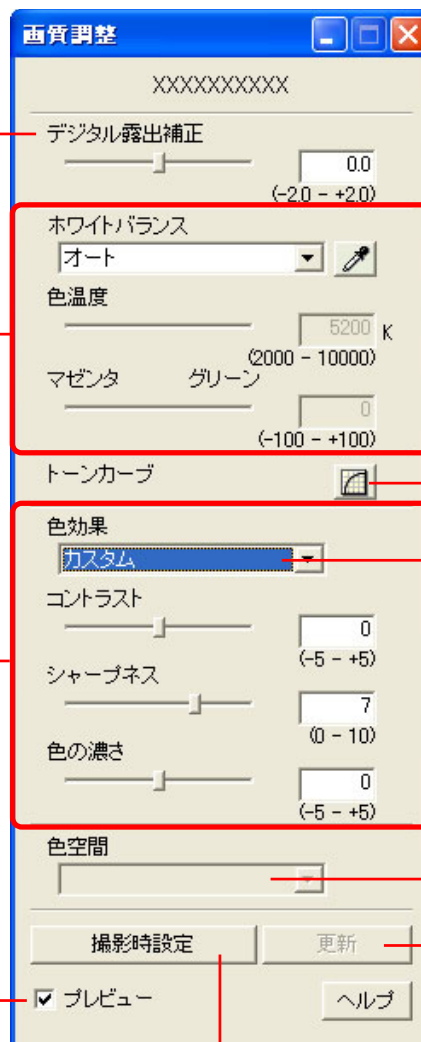 画質調整
XXXXXXXXXX
デジタル露出補正
0.0
(-2.0 - +2.0)
ホワイトバランス
オート
色温度
5200 K
(2000 - 10000)
マゼンタ グリーン
0
(-100 - +100)
トーンカーブ
色効果
カスタム
コントラスト
0
(-5 - +5)
シャープネス
7
(0 - 10)
色の濃さ
0
(-5 - +5)
色空間
撮影時設定 更新
プレビュー ヘルプ